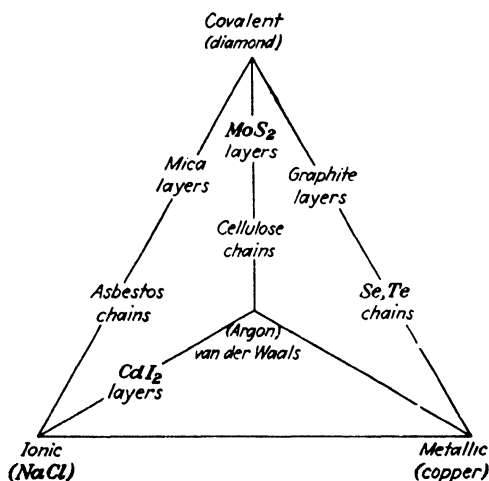 Covalent
(diamond)
MoS2
layers
Mica
layers
Graphite
layers
Cellulose
chains
Asbestos
chains
Se, Te
chains
(Argon)
van der Waals
CdI2
layers
Ionic
(NaCl)
Metallic
(copper)